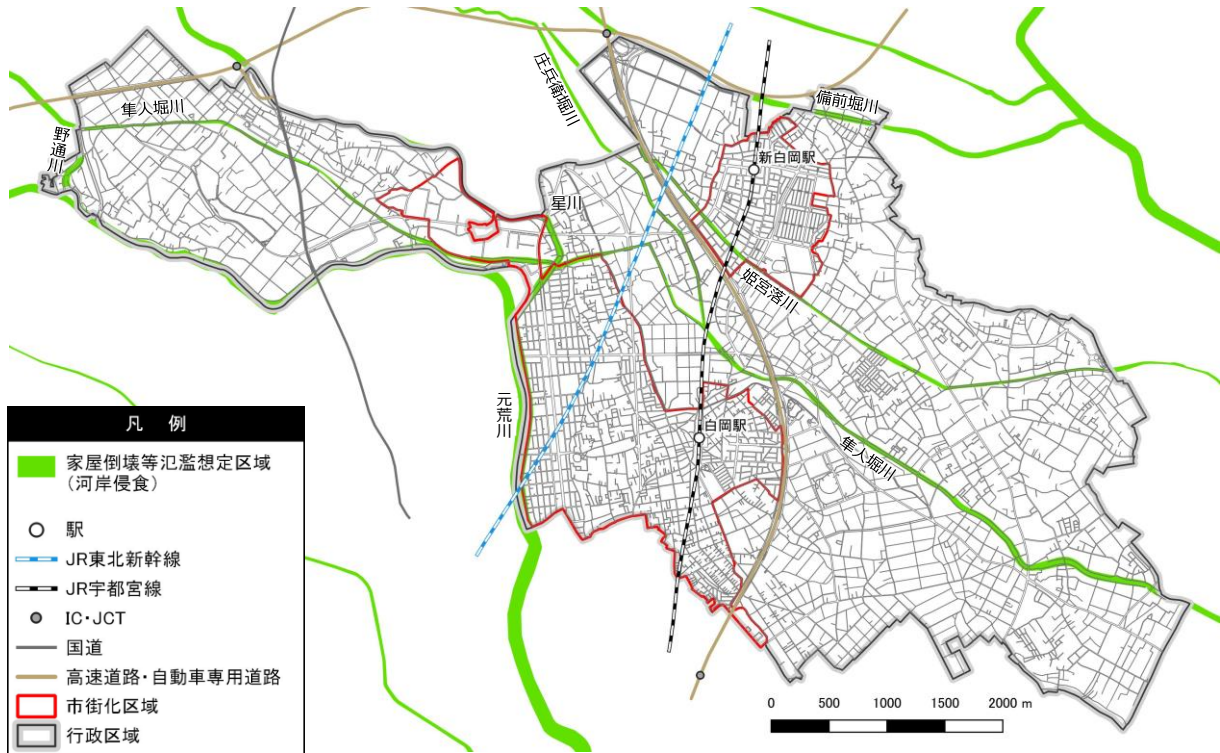 庄兵衛堀川
備前堀川
隼人堀川
野通川
新白岡駅
星川
姫宮落川
元荒川
白岡駅
隼人堀川
凡 例
家屋倒壊等氾濫想定区域
(河岸侵食)
駅
JR東北新幹線
JR宇都宮線
IC・JCT
国道
高速道路・自動車専用道路
市街化区域
行政区域
0 500 1000 1500 2000 m